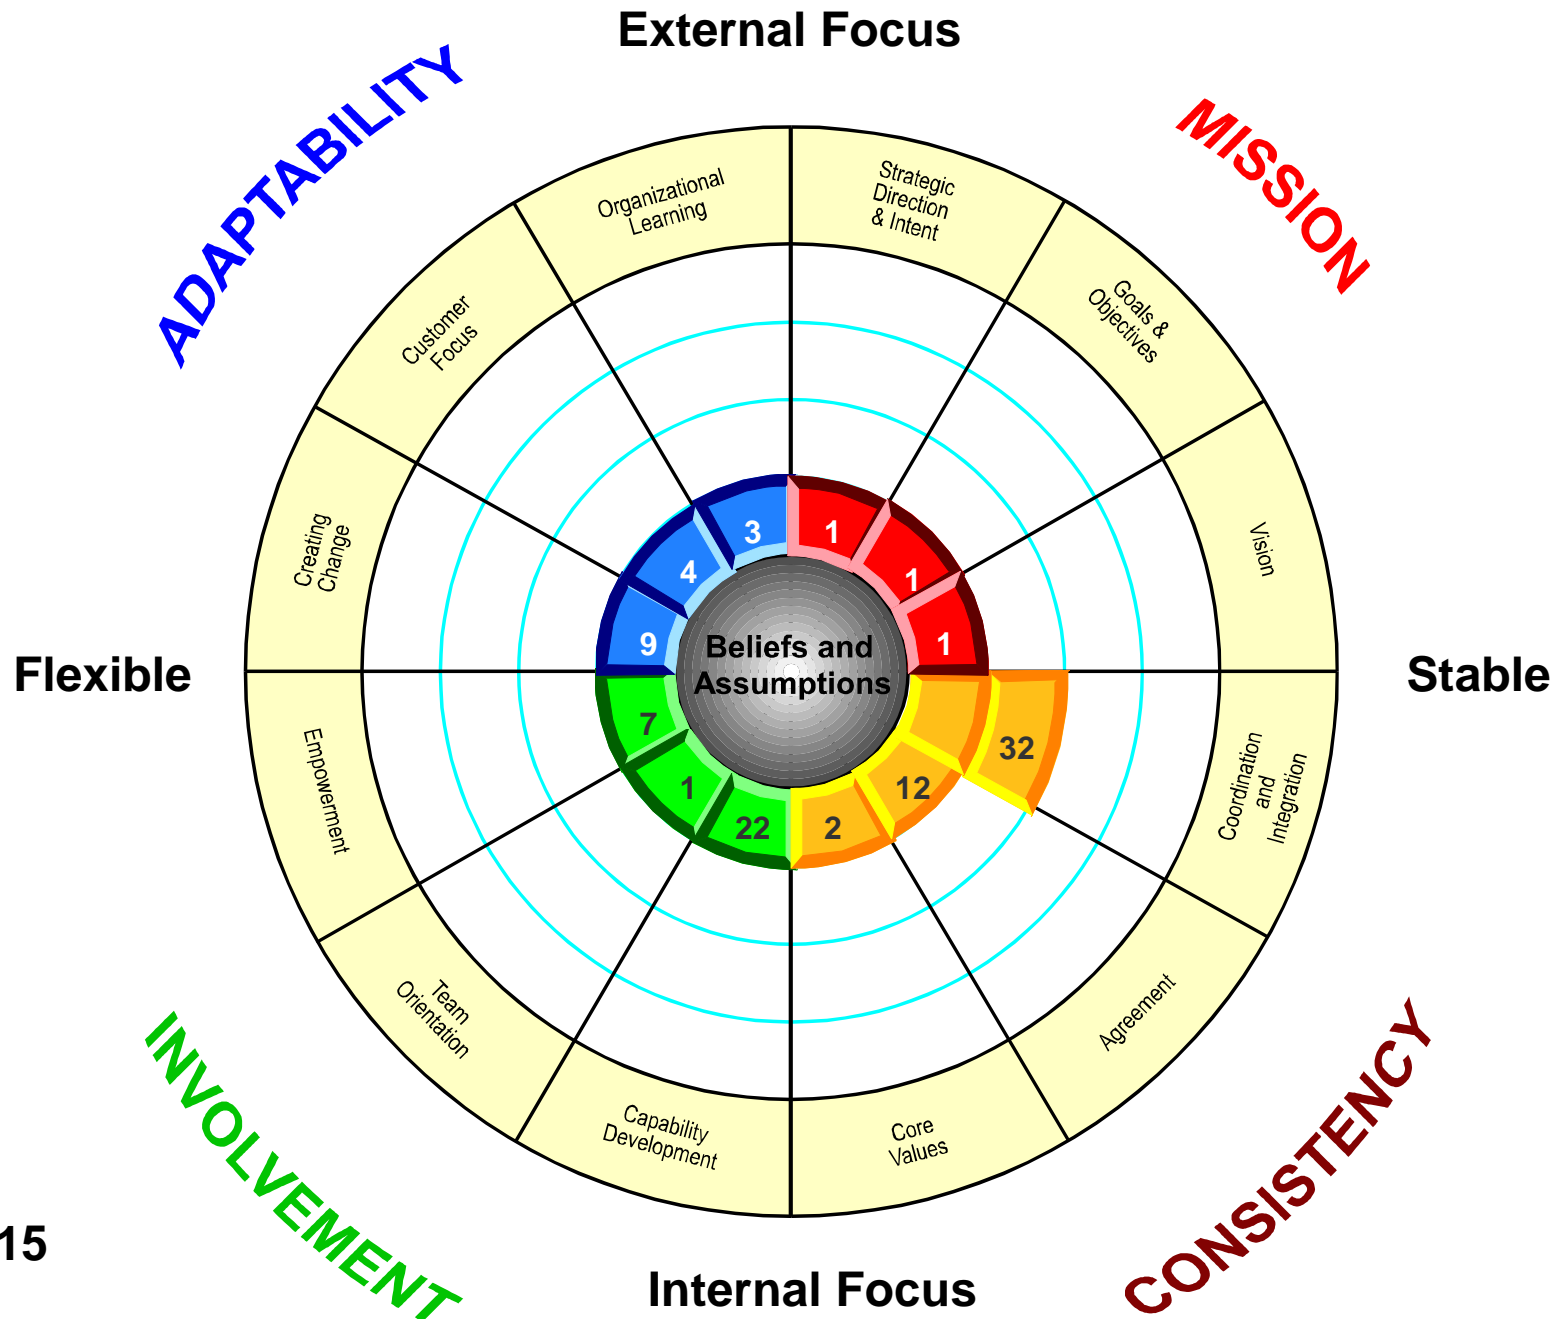 External Focus
ADAPTABILITY
MISSION
Organizational
Learning
Strategic
Direction
& Intent
Customer
Focus
Goals &
Objectives
Creating
Change
Vision
3
1
4
1
9
1
Beliefs and
Assumptions
Flexible
Stable
7
32
1
12
22
2
Empowerment
Coordination
and
Integration
Team
Orientation
Agreement
Capability
Development
Core
Values
INVOLVEMENT
CONSISTENCY
15
Internal Focus